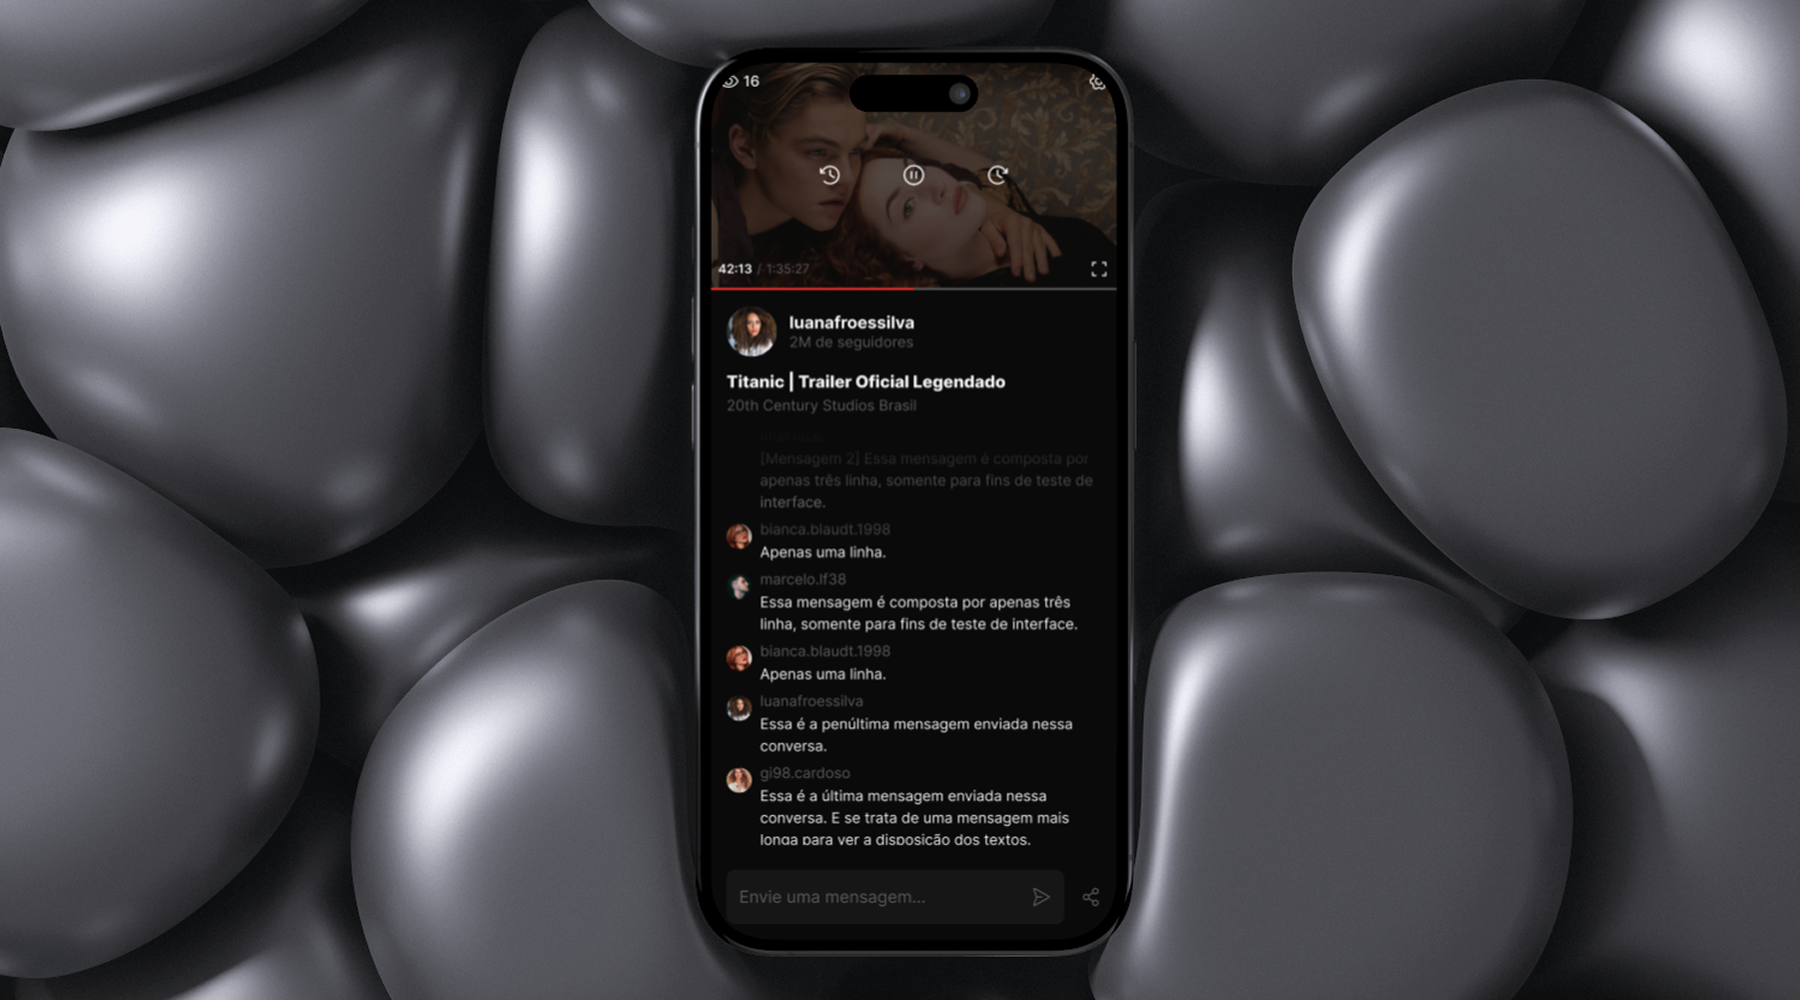 16
42:13 / 1:35:27
luanafroessilva
2M de seguidores
Titanic | Trailer Oficial Legendado
20th Century Studios Brasil
interface.
[Mensagem 2] Essa mensagem é composta por
apenas três linha, somente para fins de teste de
interface.
bianca.blaudt.1998
Apenas uma linha.
marcelo.lf38
Essa mensagem é composta por apenas três
linha, somente para fins de teste de interface.
bianca.blaudt.1998
Apenas uma linha.
luanafroessilva
Essa é a penúltima mensagem enviada nessa
conversa.
gi98.cardoso
Essa é a última mensagem enviada nessa
conversa. E se trata de uma mensagem mais
longa para ver a disposição dos textos.
Envie uma mensagem...